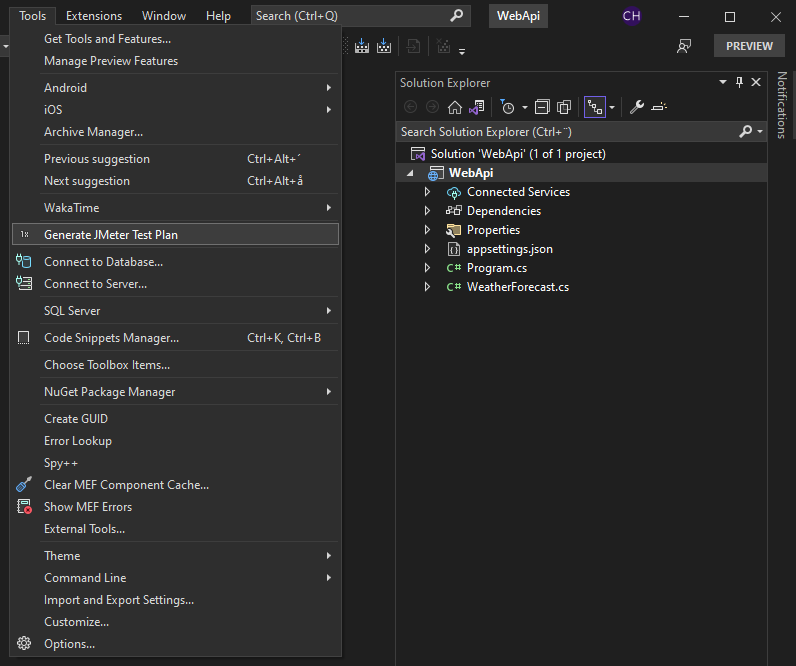 Tools Extensions Window Help Search (Ctrl+Q) WebApi CH
PREVIEW
Get Tools and Features...
Manage Preview Features
Android
iOS
Archive Manager...
Previous suggestion Ctrl+Alt+´
Next suggestion Ctrl+Alt+å
WakaTime
1x Generate JMeter Test Plan
Connect to Database...
Connect to Server...
SQL Server
Code Snippets Manager... Ctrl+K, Ctrl+B
Choose Toolbox Items...
NuGet Package Manager
Create GUID
Error Lookup
Spy++
Clear MEF Component Cache...
Show MEF Errors
External Tools...
Theme
Command Line
Import and Export Settings...
Customize...
Options...
Solution Explorer
Search Solution Explorer (Ctrl+¨)
Solution 'WebApi' (1 of 1 project)
WebApi
Connected Services
Dependencies
Properties
appsettings.json
C# Program.cs
C# WeatherForecast.cs
Notifications